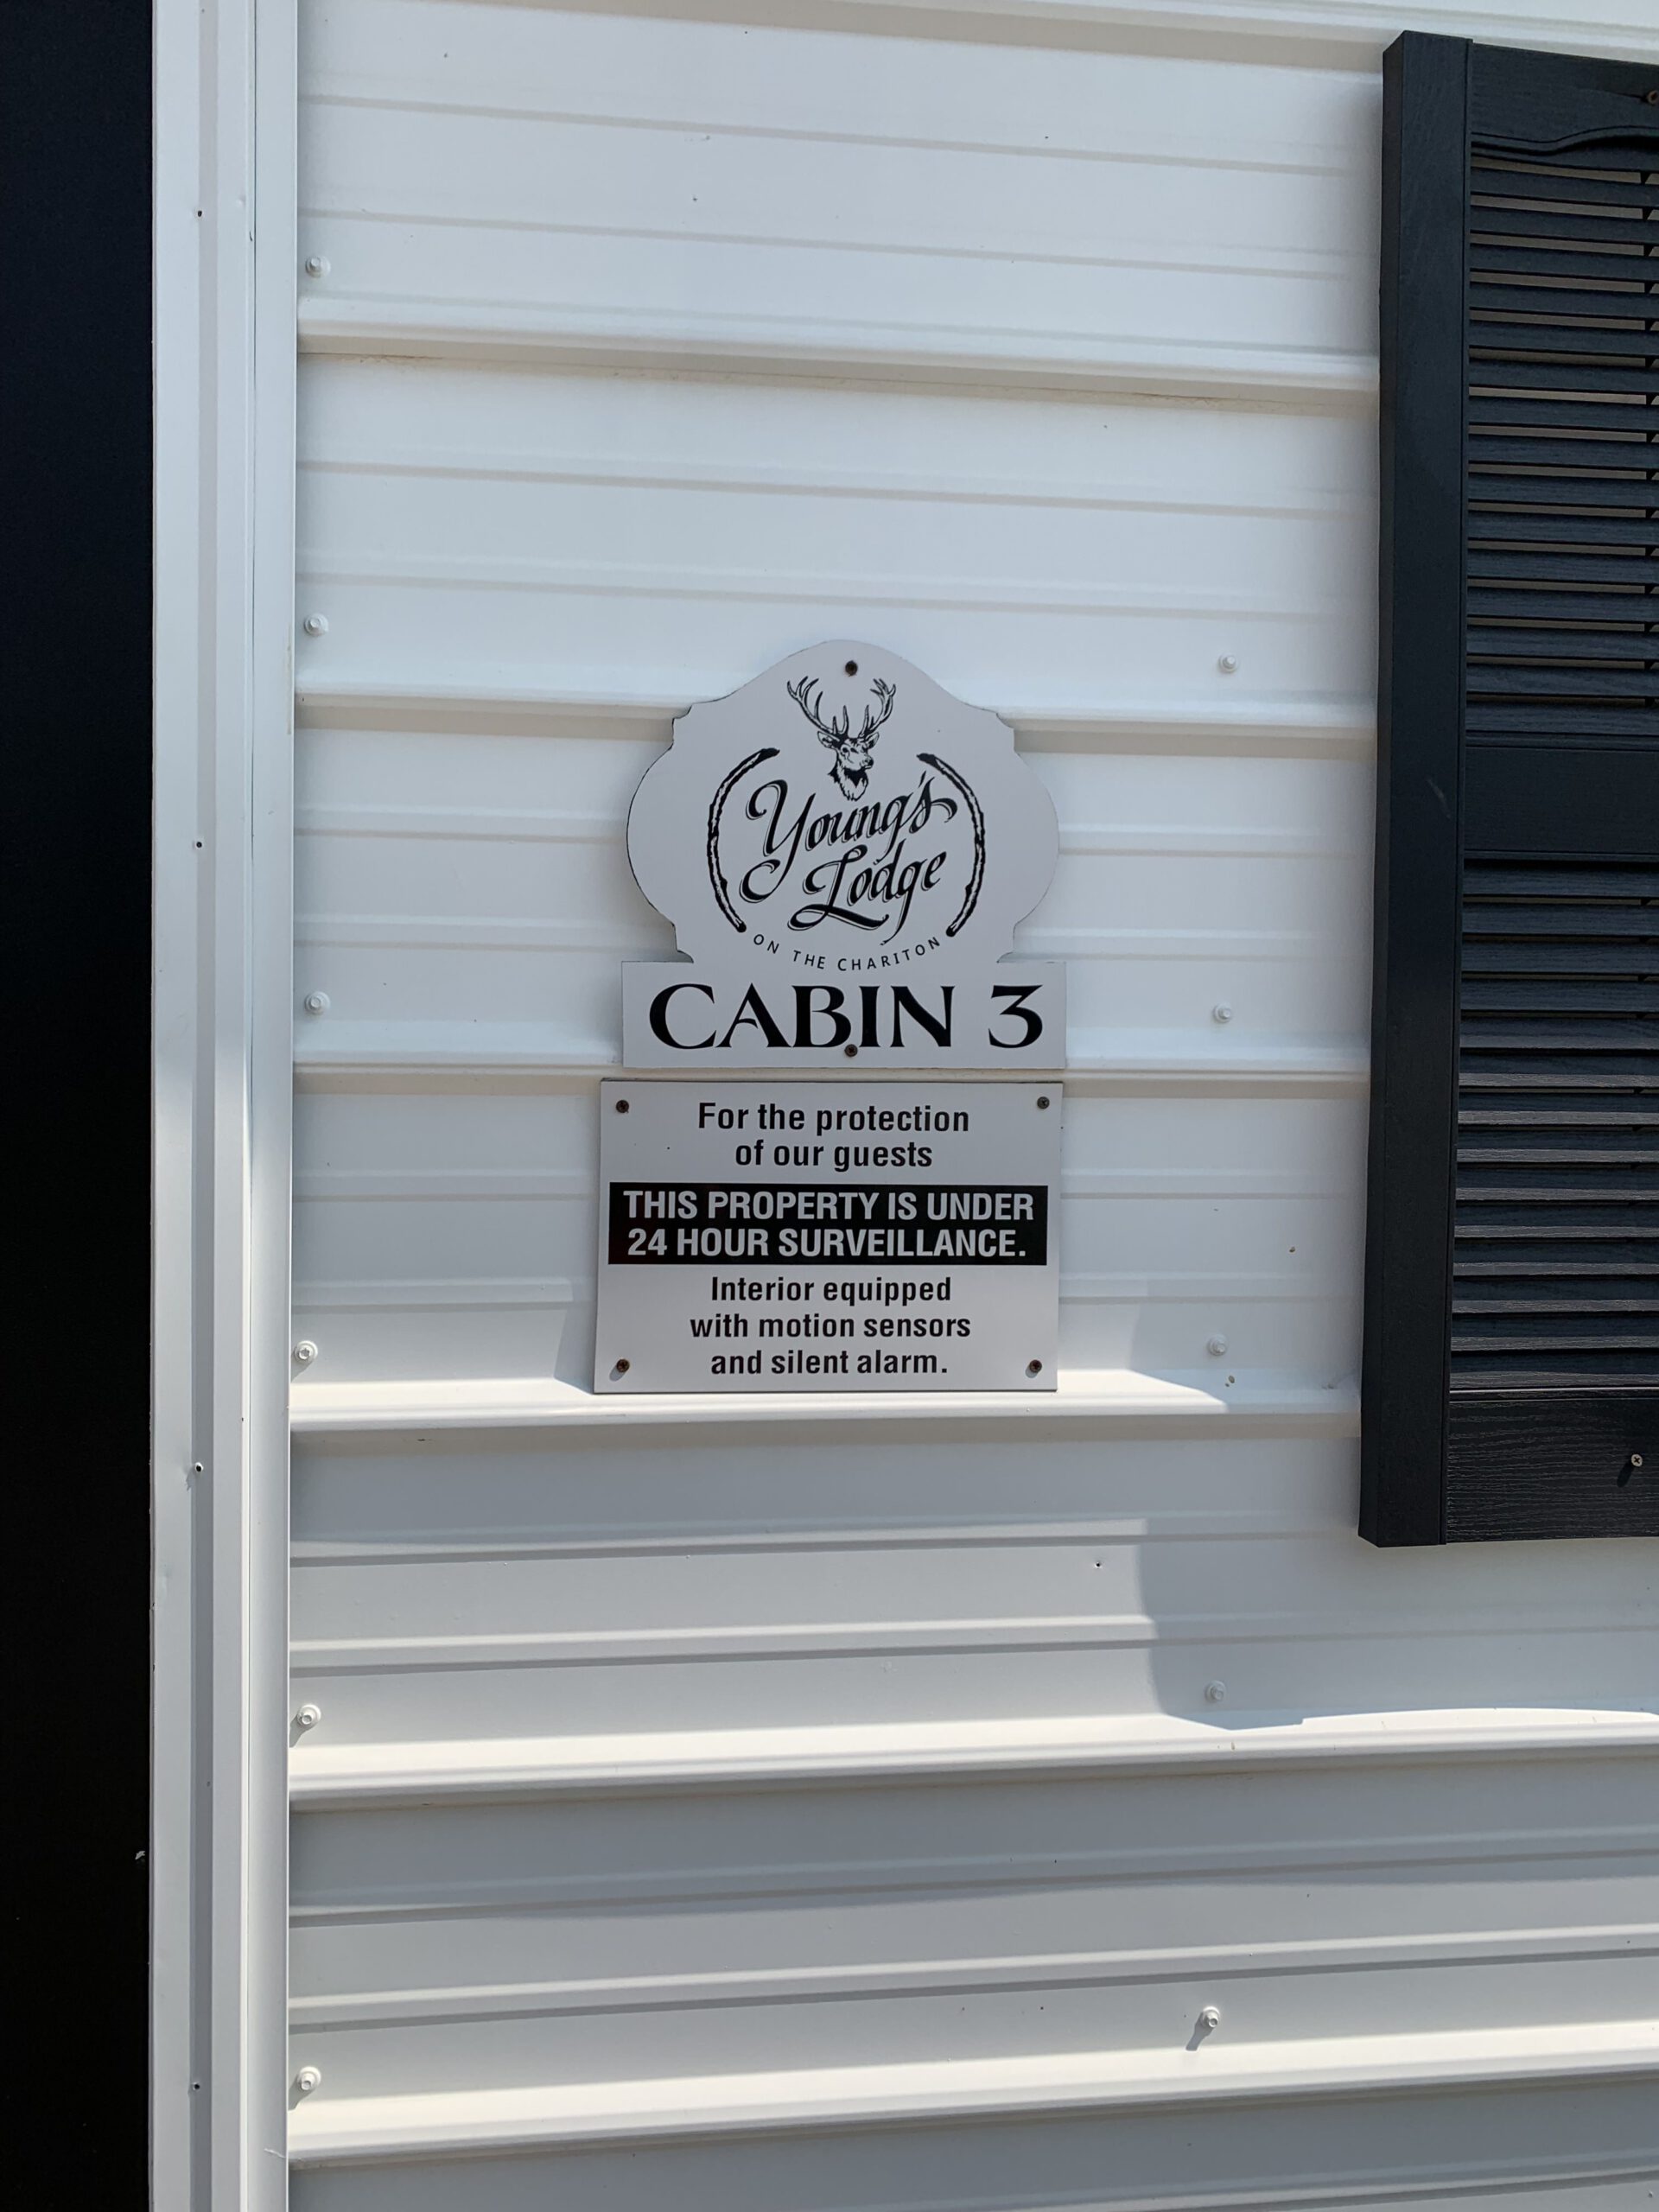 Young's
Lodge
ON THE CHARITON
CABIN 3
For the protection
of our guests
THIS PROPERTY IS UNDER
24 HOUR SURVEILLANCE.
Interior equipped
with motion sensors
and silent alarm.